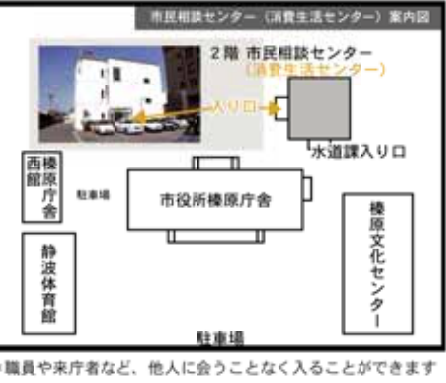 市民相談センター（消費生活センター）案内図
2階 市民相談センター
（消費生活センター）
入り口
水道課入り口
榛原庁舎
西館
駐車場
市役所榛原庁舎
静波体育館
榛原文化センター
駐車場
職員や来庁者など、他人に会うことなく入ることができます